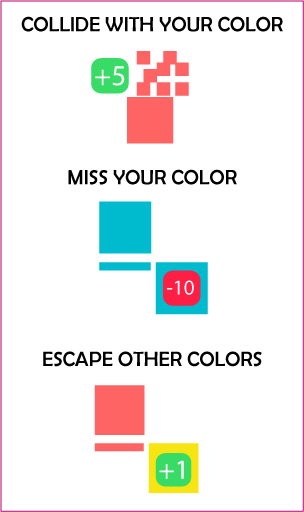 COLLIDE WITH YOUR COLOR
+5
MISS YOUR COLOR
-10
ESCAPE OTHER COLORS
+1